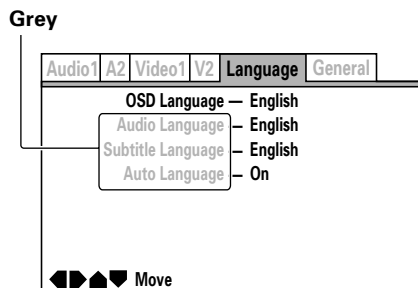 Grey
Audio1 A2 Video1 V2 Language General
OSD Language — English
Audio Language – English
Subtitle Language – English
Auto Language – On
Move